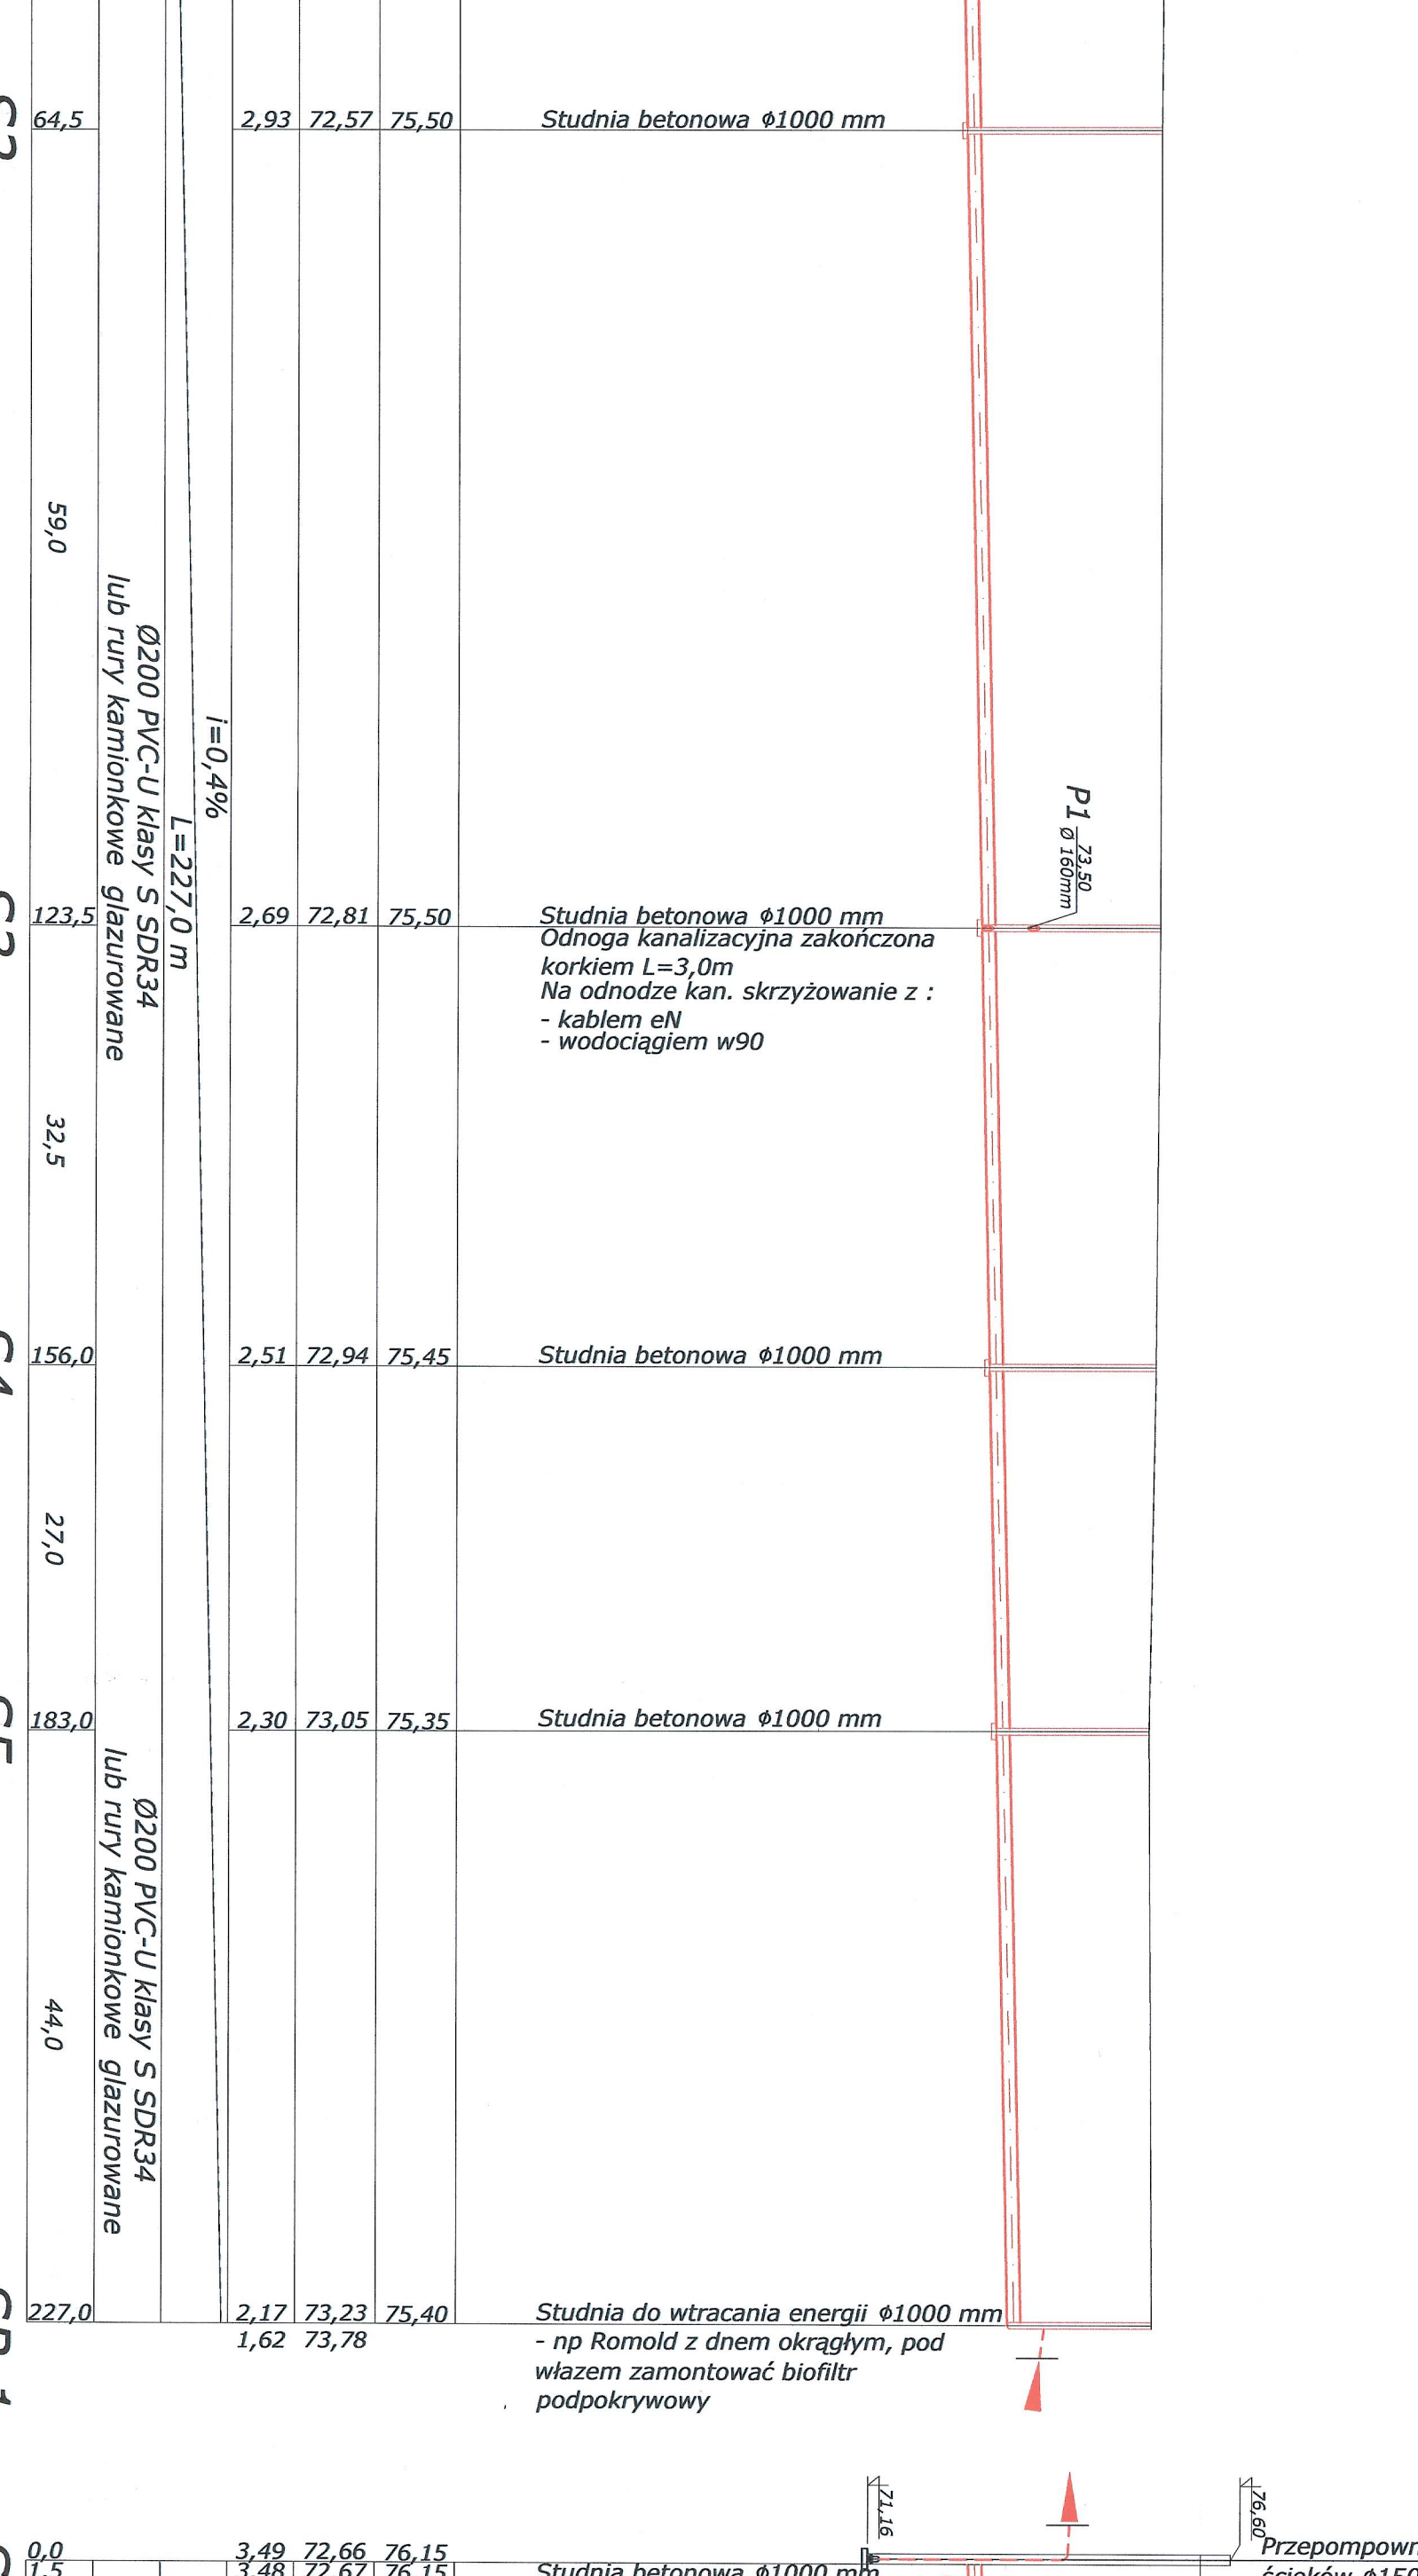 64,5 2,93 72,57 75,50 Studnia betonowa ϕ1000 mm
59,0
Ø200 PVC-U klasy S SDR34
lub rury kamionkowe glazurowane
i=0,4%
L=227,0 m
P1 73,50
Ø 160mm
123,5 2,69 72,81 75,50 Studnia betonowa ϕ1000 mm
Odnoga kanalizacyjna zakończona
korkiem L=3,0m
Na odnodze kan. skrzyżowanie z :
- kablem eN
- wodociągiem w90
32,5
156,0 2,51 72,94 75,45 Studnia betonowa ϕ1000 mm
27,0
183,0 2,30 73,05 75,35 Studnia betonowa ϕ1000 mm
Ø200 PVC-U klasy S SDR34
lub rury kamionkowe glazurowane
44,0
227,0 2,17 73,23 75,40 Studnia do wtracania energii ϕ1000 mm
1,62 73,78 - np Romold z dnem okrągłym, pod
włazem zamontować biofiltr
podpokrywowy
71,16
76,60
0,0 3,49 72,66 76,15 Przepompown
1,5 3,48 72,67 76,15 Studnia betonowa ϕ1000 mm